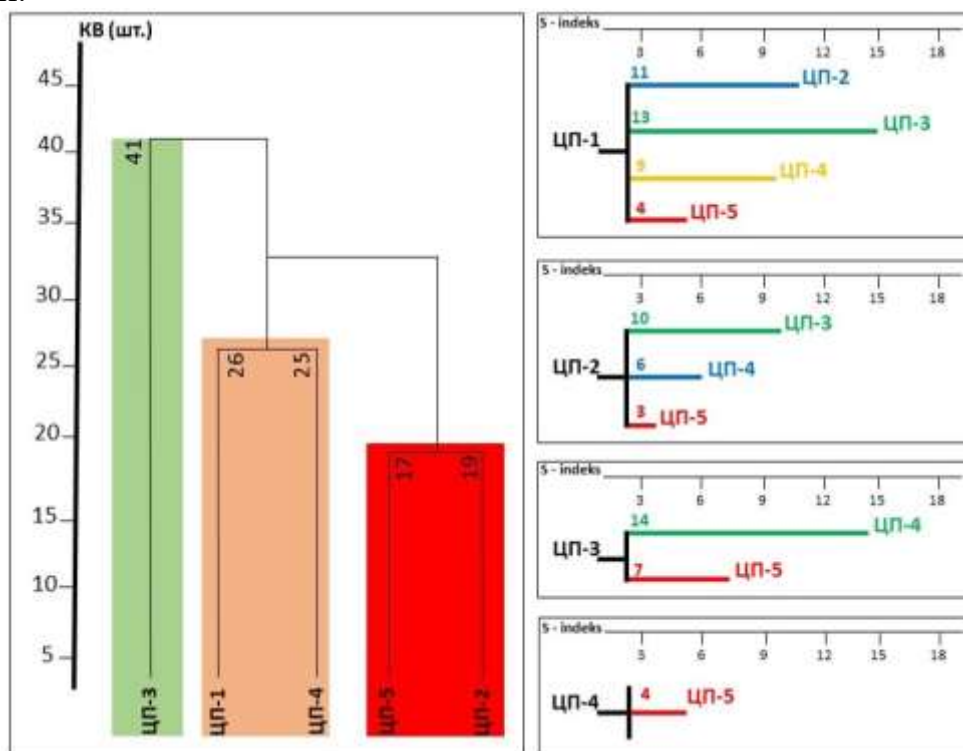 КВ (шт.)
45
40
35
30
25
20
15
10
5
41
26
25
17
19
ЦП-3
ЦП-1
ЦП-4
ЦП-5
ЦП-2
5 - indeks
3 6 9 12 15 18
ЦП-1
11 ЦП-2
13 ЦП-3
9 ЦП-4
4 ЦП-5
5 - indeks
3 6 9 12 15 18
ЦП-2
10 ЦП-3
6 ЦП-4
3 ЦП-5
5 - indeks
3 6 9 12 15 18
ЦП-3
14 ЦП-4
7 ЦП-5
5 - indeks
3 6 9 12 15 18
ЦП-4
4 ЦП-5